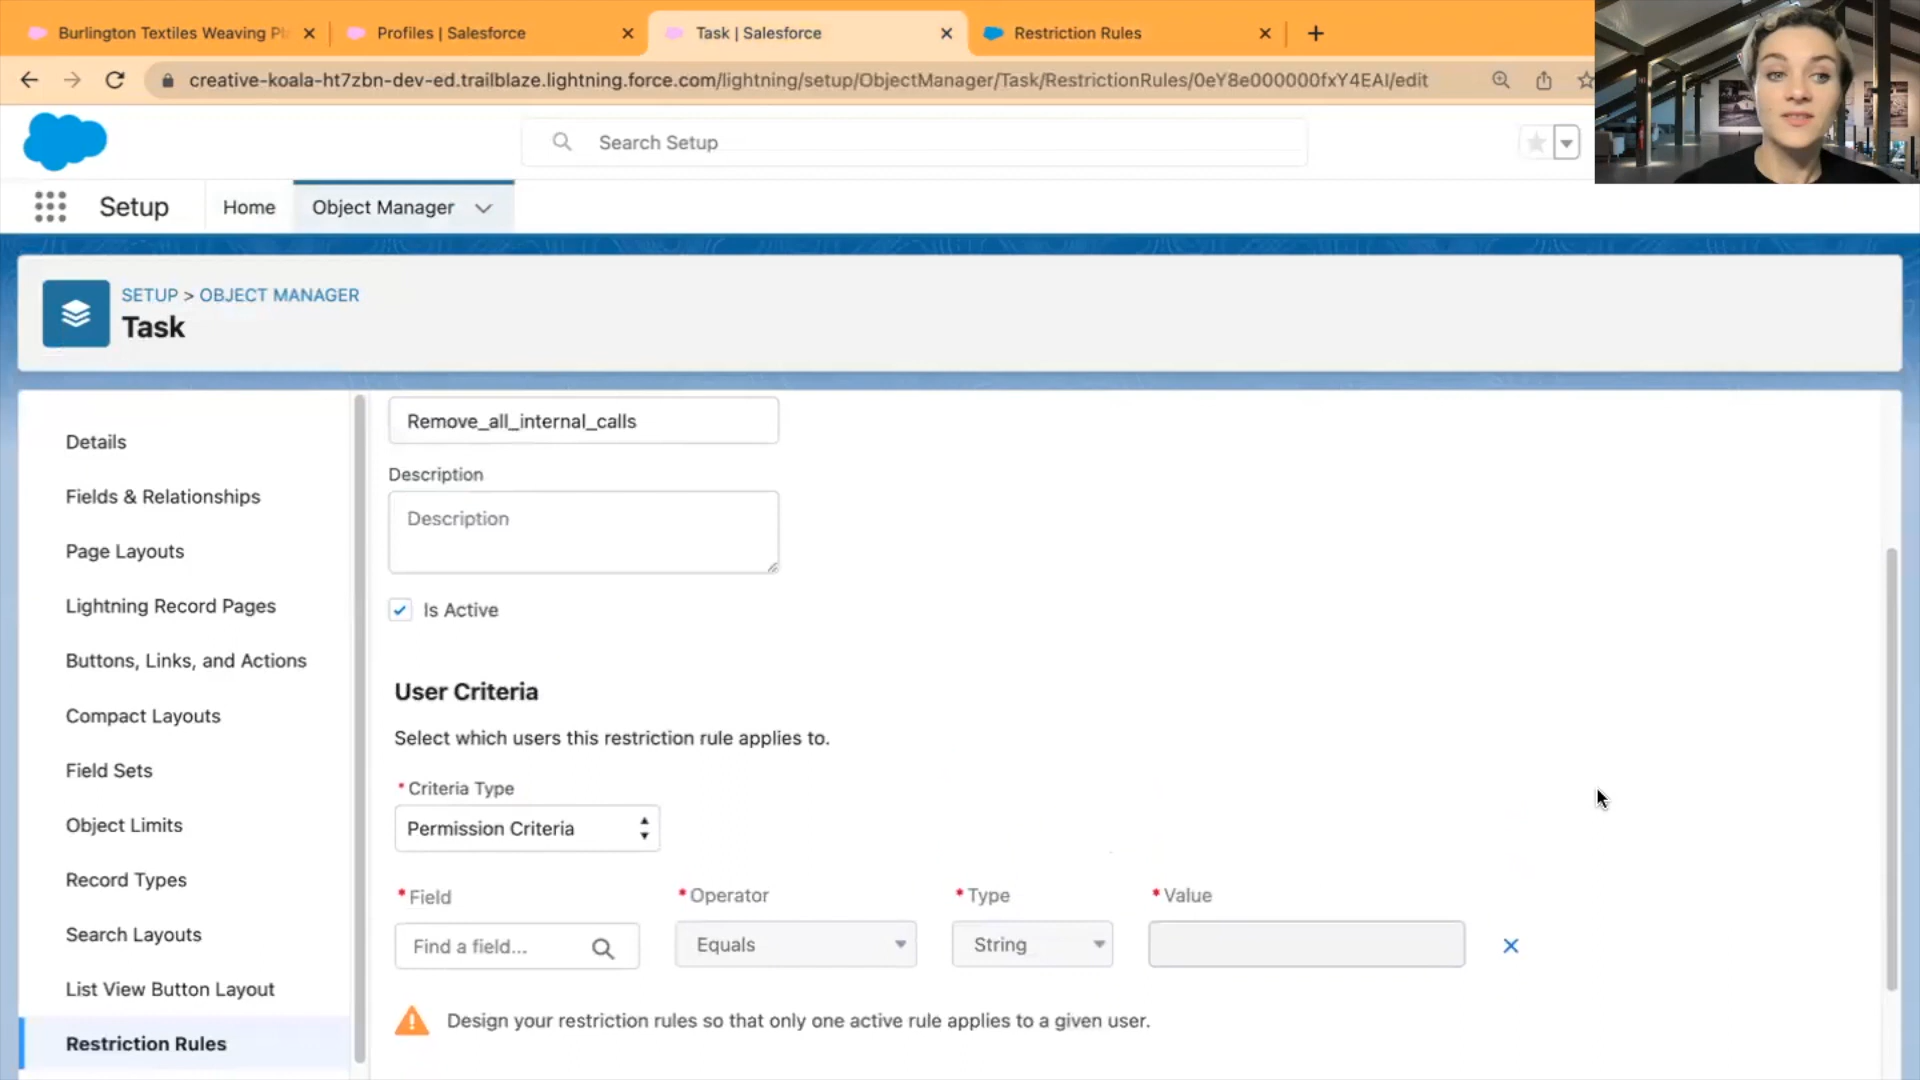 Burlington Textiles Weaving Pl
Profiles | Salesforce
Task | Salesforce
Restriction Rules
creative-koala-ht7zbn-dev-ed.trailblaze.lightning.force.com/lightning/setup/ObjectManager/Task/RestrictionRules/0eY8e000000fxY4EAI/edit
Search Setup
Setup
Home
Object Manager
SETUP > OBJECT MANAGER
Task
Details
Fields & Relationships
Page Layouts
Lightning Record Pages
Buttons, Links, and Actions
Compact Layouts
Field Sets
Object Limits
Record Types
Search Layouts
List View Button Layout
Restriction Rules
Remove_all_internal_calls
Description
Description
Is Active
User Criteria
Select which users this restriction rule applies to.
* Criteria Type
Permission Criteria
* Field
* Operator
* Type
* Value
Find a field...
Equals
String
Design your restriction rules so that only one active rule applies to a given user.